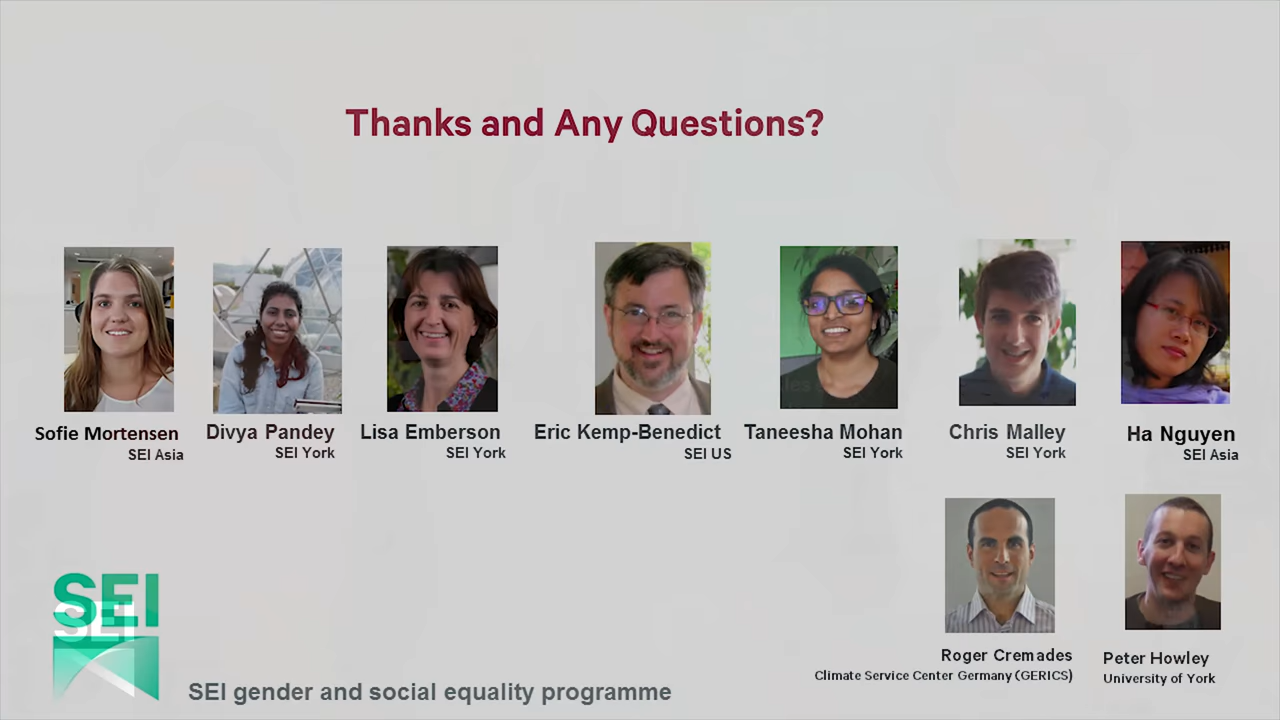 Thanks and Any Questions?
Sofie Mortensen
SEI Asia
Divya Pandey
SEI York
Lisa Emberson
SEI York
Eric Kemp-Benedict
SEI US
Taneesha Mohan
SEI York
Chris Malley
SEI York
Ha Nguyen
SEI Asia
Roger Cremades
Climate Service Center Germany (GERICS)
Peter Howley
University of York
SEI
SEI
SEI gender and social equality programme